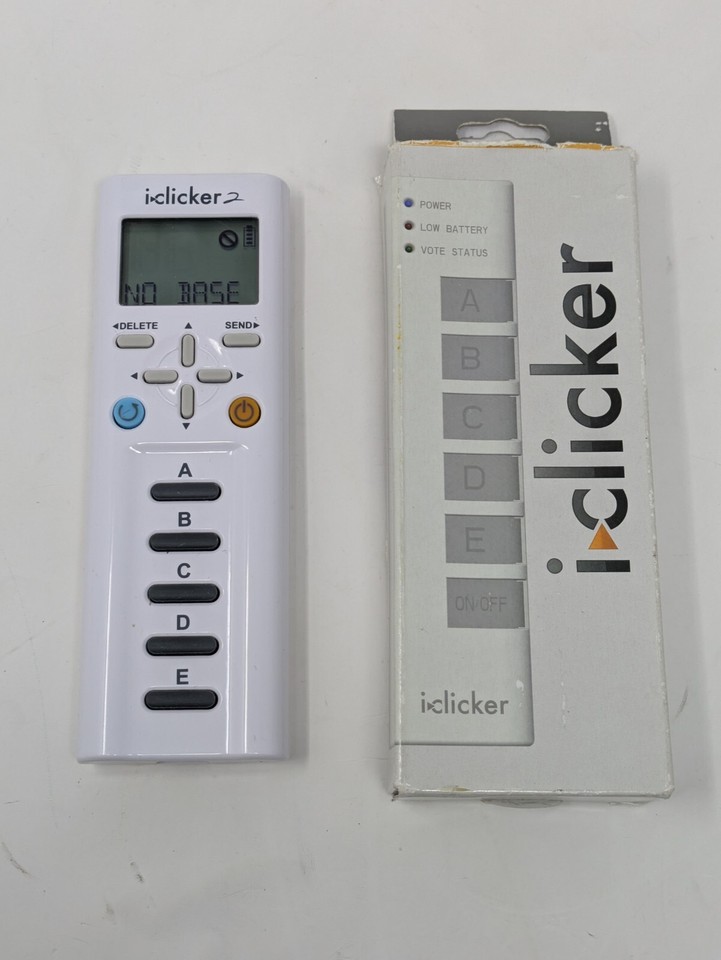 i>clicker2
NO BASE
◀DELETE
▲
SEND▶
◀
▶
▼
A
B
C
D
E
POWER
LOW BATTERY
VOTE STATUS
A
B
C
D
E
ON/OFF
i>clicker
i>clicker